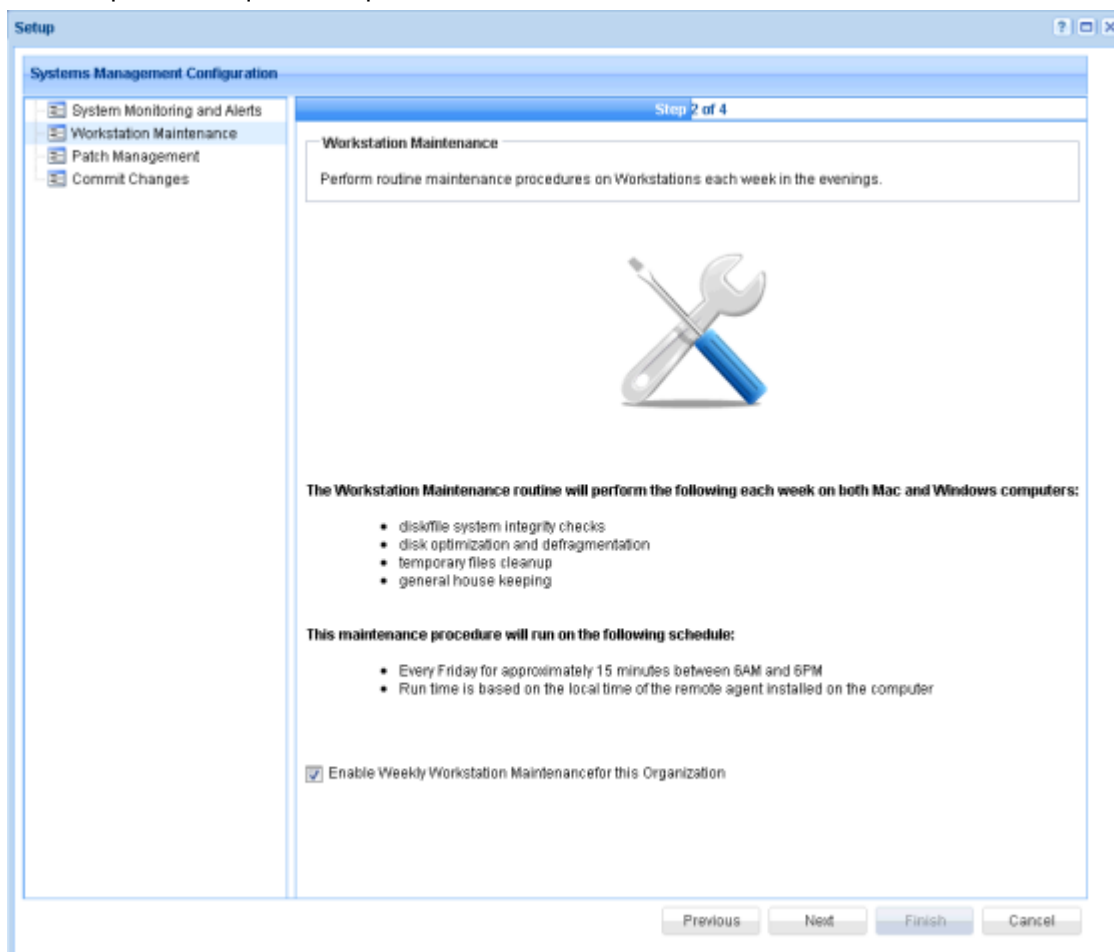 Setup
Systems Management Configuration
System Monitoring and Alerts
Workstation Maintenance
Patch Management
Commit Changes
Step 2 of 4
Workstation Maintenance
Perform routine maintenance procedures on Workstations each week in the evenings.
The Workstation Maintenance routine will perform the following each week on both Mac and Windows computers:
• disk/file system integrity checks
• disk optimization and defragmentation
• temporary files cleanup
• general house keeping
This maintenance procedure will run on the following schedule:
• Every Friday for approximately 15 minutes between 6AM and 6PM
• Run time is based on the local time of the remote agent installed on the computer
Enable Weekly Workstation Maintenancefor this Organization
Previous Next Finish Cancel